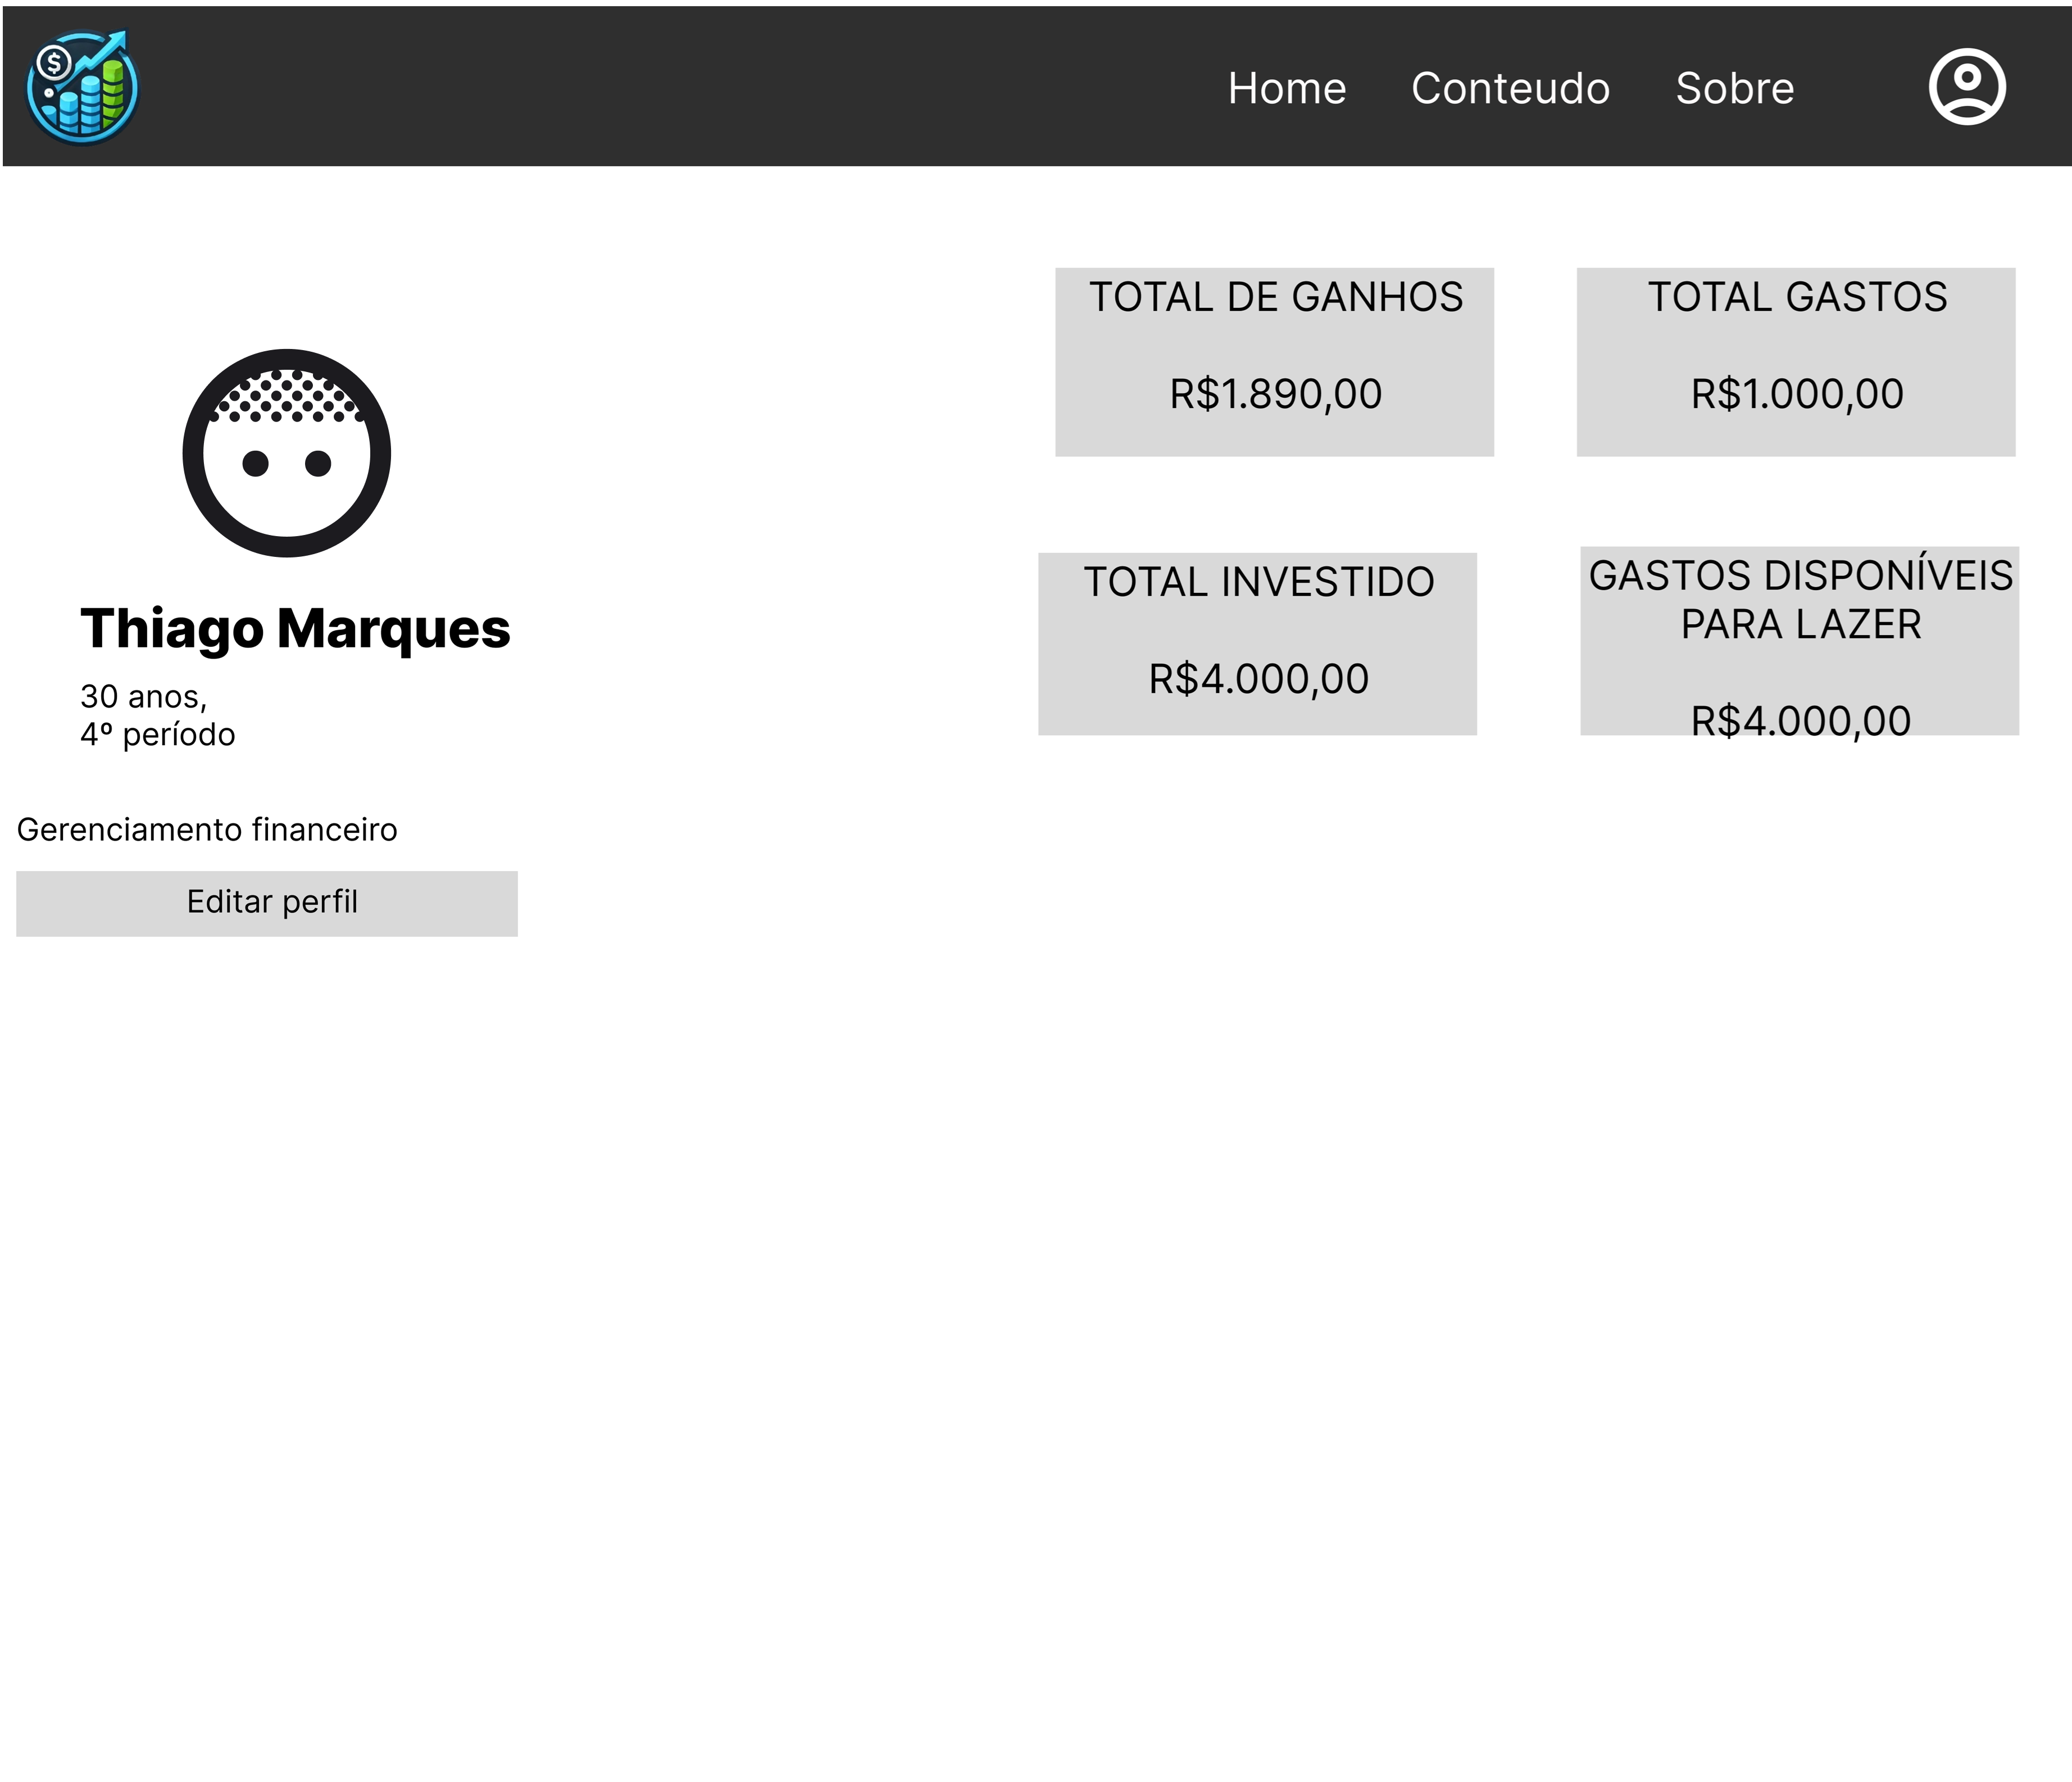 $
Home Conteudo Sobre
Thiago Marques
30 anos,
4º período
Gerenciamento financeiro
Editar perfil
TOTAL DE GANHOS
R$1.890,00
TOTAL GASTOS
R$1.000,00
TOTAL INVESTIDO
R$4.000,00
GASTOS DISPONÍVEIS
PARA LAZER
R$4.000,00